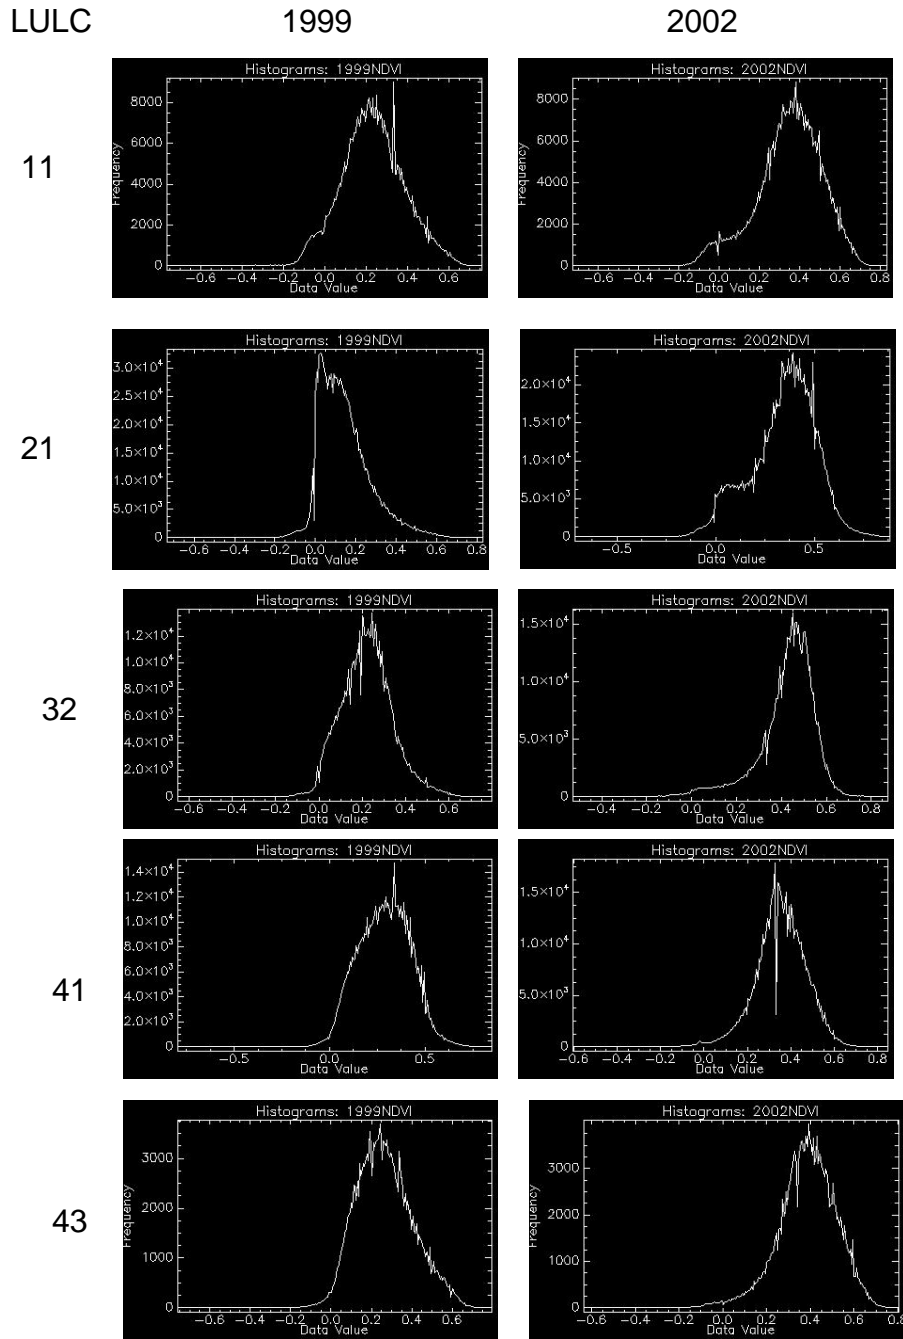 LULC 1999 2002
11
Histograms: 1999NDVI
Frequency
8000
6000
4000
2000
0
−0.6 −0.4 −0.2 0.0 0.2 0.4 0.6
Data Value
Histograms: 2002NDVI
Frequency
8000
6000
4000
2000
0
−0.6 −0.4 −0.2 0.0 0.2 0.4 0.6 0.8
Data Value
21
Histograms: 1999NDVI
3.0×10⁴
2.5×10⁴
2.0×10⁴
1.5×10⁴
1.0×10⁴
5.0×10³
0
−0.6 −0.4 −0.2 0.0 0.2 0.4 0.6 0.8
Data Value
Histograms: 2002NDVI
2.0×10⁴
1.5×10⁴
1.0×10⁴
5.0×10³
0
−0.5 0.0 0.5
Data Value
32
Histograms: 1999NDVI
1.2×10⁴
1.0×10⁴
8.0×10³
6.0×10³
4.0×10³
2.0×10³
0
−0.6 −0.4 −0.2 0.0 0.2 0.4 0.6 0.8
Data Value
Histograms: 2002NDVI
1.5×10⁴
1.0×10⁴
5.0×10³
0
−0.6 −0.4 −0.2 0.0 0.2 0.4 0.6 0.8
Data Value
41
Histograms: 1999NDVI
1.4×10⁴
1.2×10⁴
1.0×10⁴
8.0×10³
6.0×10³
4.0×10³
2.0×10³
0
−0.5 0.0 0.5
Data Value
Histograms: 2002NDVI
1.5×10⁴
1.0×10⁴
5.0×10³
0
−0.6 −0.4 −0.2 0.0 0.2 0.4 0.6 0.8
Data Value
43
Histograms: 1999NDVI
Frequency
3000
2000
1000
0
−0.6 −0.4 −0.2 0.0 0.2 0.4 0.6
Data Value
Histograms: 2002NDVI
Frequency
3000
2000
1000
0
−0.6 −0.4 −0.2 0.0 0.2 0.4 0.6 0.8
Data Value